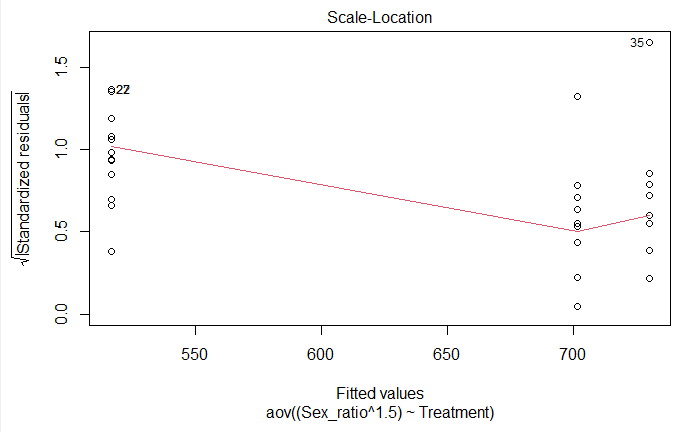 Scale-Location
√|Standardized residuals|
1.5
1.0
0.5
0.0
35
550
600
650
700
Fitted values
aov((Sex_ratio^1.5) ~ Treatment)